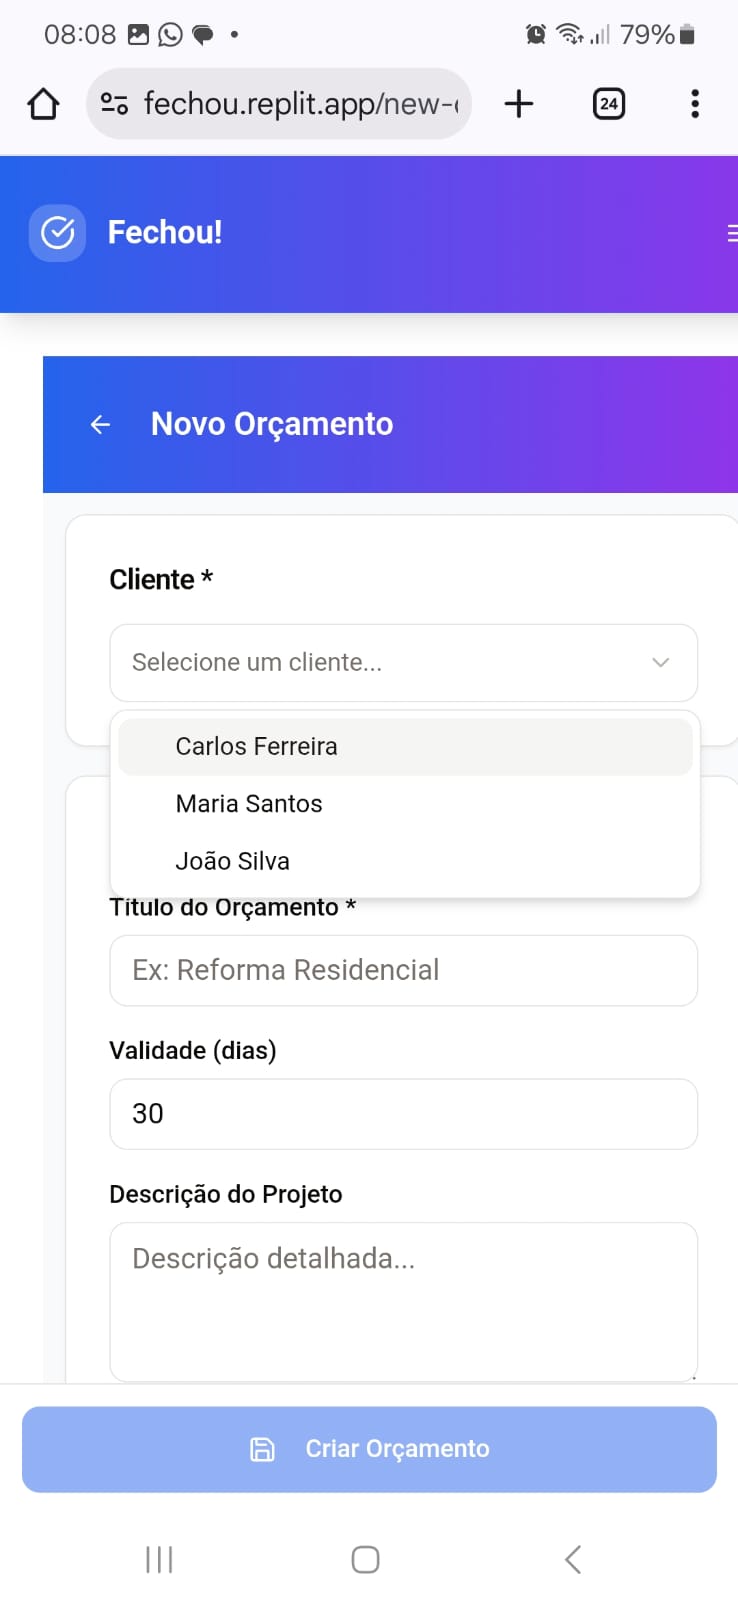 08:08
79%
fechou.replit.app/new-
24
Fechou!
Novo Orçamento
Cliente *
Selecione um cliente...
Carlos Ferreira
Maria Santos
João Silva
Título do Orçamento *
Ex: Reforma Residencial
Validade (dias)
30
Descrição do Projeto
Descrição detalhada...
Criar Orçamento